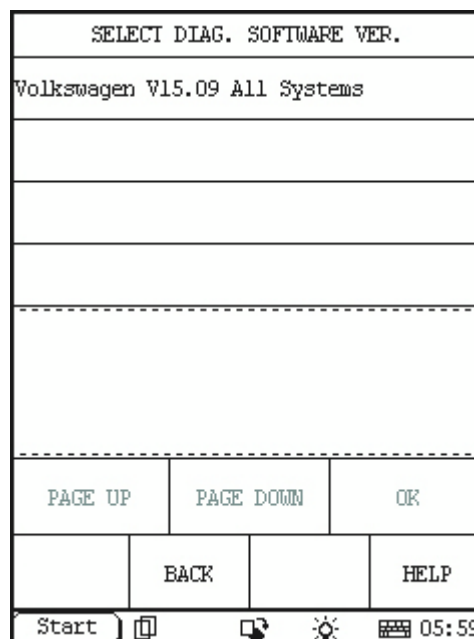 SELECT DIAG. SOFTWARE VER.
Volkswagen V15.09 All Systems
PAGE UP PAGE DOWN OK
BACK HELP
Start 05:59